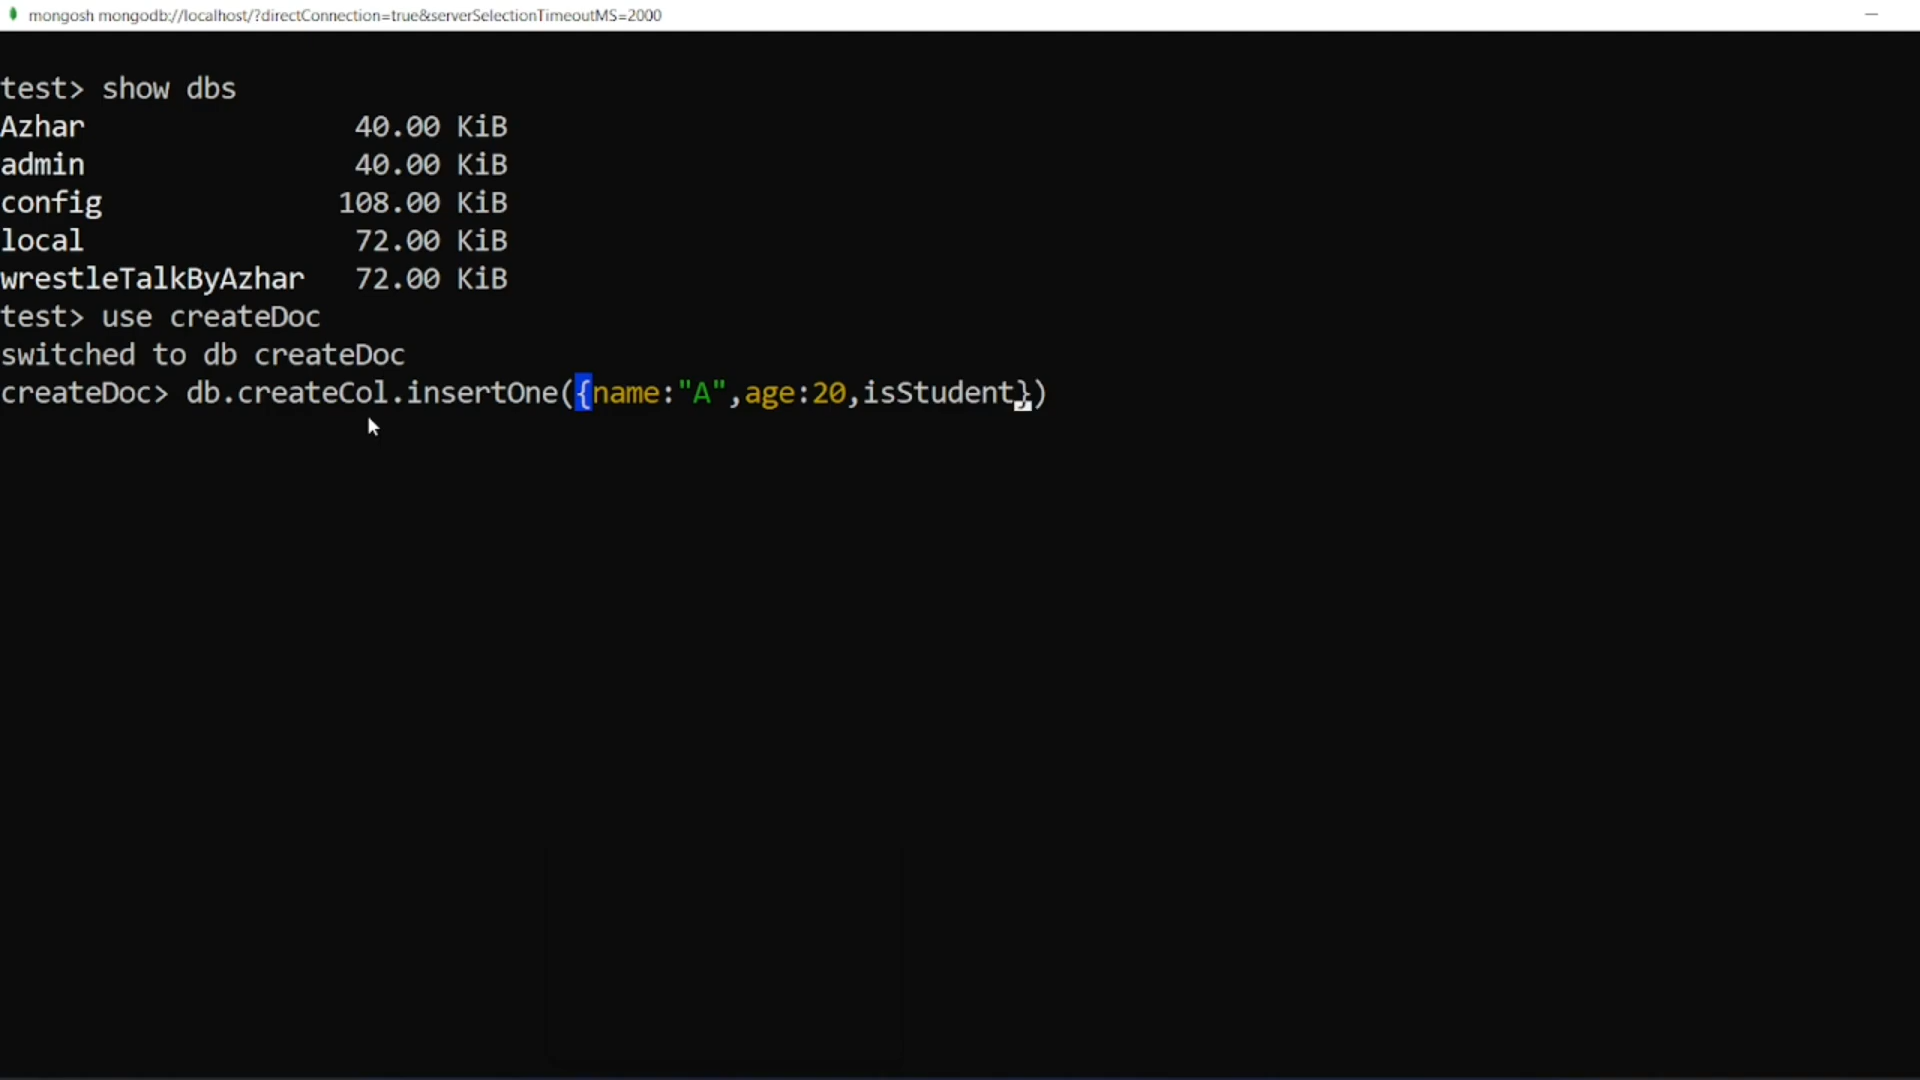 mongosh mongodb://localhost/?directConnection=true&serverSelectionTimeoutMS=2000
test> show dbs
Azhar 40.00 KiB
admin 40.00 KiB
config 108.00 KiB
local 72.00 KiB
wrestleTalkByAzhar 72.00 KiB
test> use createDoc
switched to db createDoc
createDoc> db.createCol.insertOne({name:"A",age:20,isStudent})